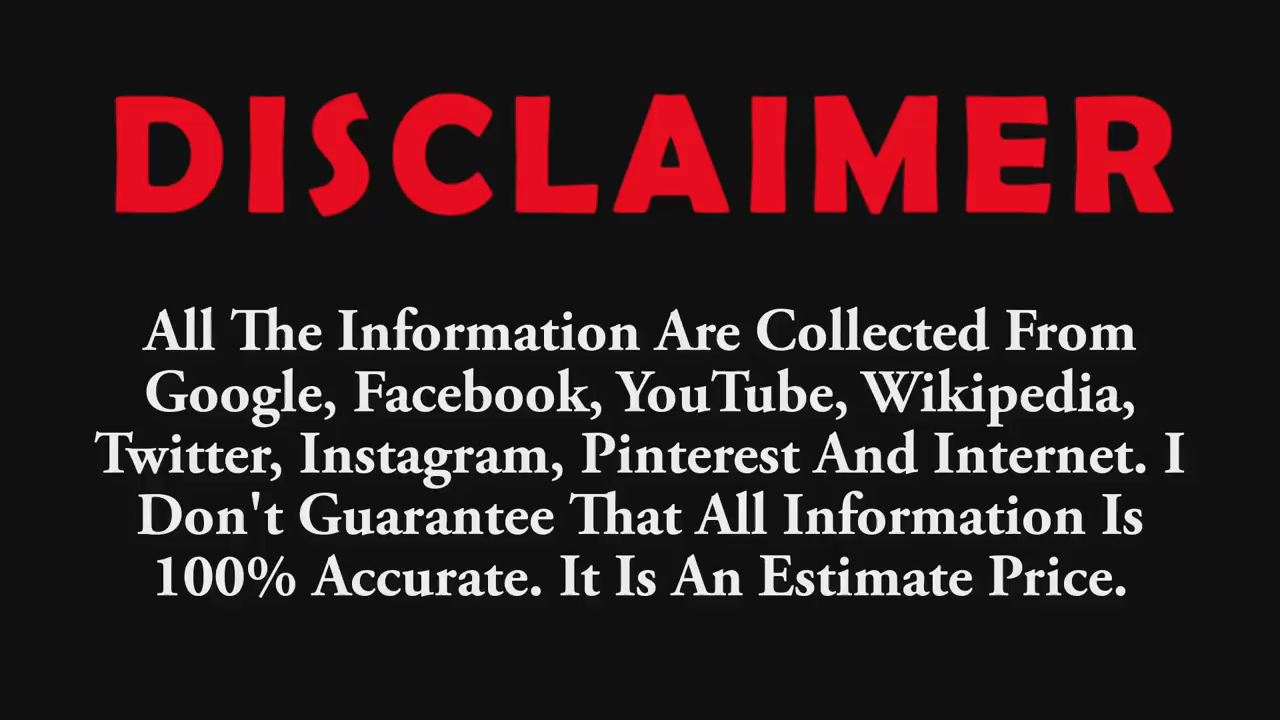 DISCLAIMER
All The Information Are Collected From
Google, Facebook, YouTube, Wikipedia,
Twitter, Instagram, Pinterest And Internet. I
Don't Guarantee That All Information Is
100% Accurate. It Is An Estimate Price.